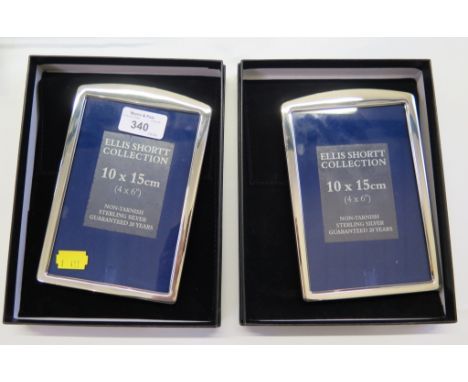 340
ELLIS SHORTT
COLLECTION
10 x 15cm
(4 x 6")
NON-TARNISH
STERLING SILVER
GUARANTEED 20 YEARS
ELLIS SHORTT
COLLECTION
10 x 15cm
(4 x 6")
NON-TARNISH
STERLING SILVER
GUARANTEED 20 YEARS